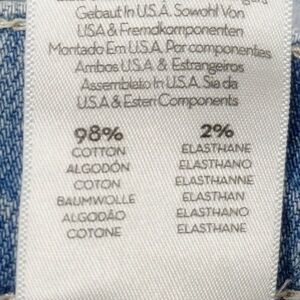 Gebaut in U.S.A. Sowohl Von
USA & Fremdkomponenten
Montado Em U.S.A. Por componentes
Ambos U.S.A & Estrangeiros
Assemblato In U.S.A. Sia da
U.S.A & Esteri Components
98% 2%
COTTON ELASTHANE
ALGODÓN ELASTHANO
COTON ELASTHANNE
BAUMWOLLE ELASTHAN
ALGODÃO ELASTHANO
COTONE ELASTHANE